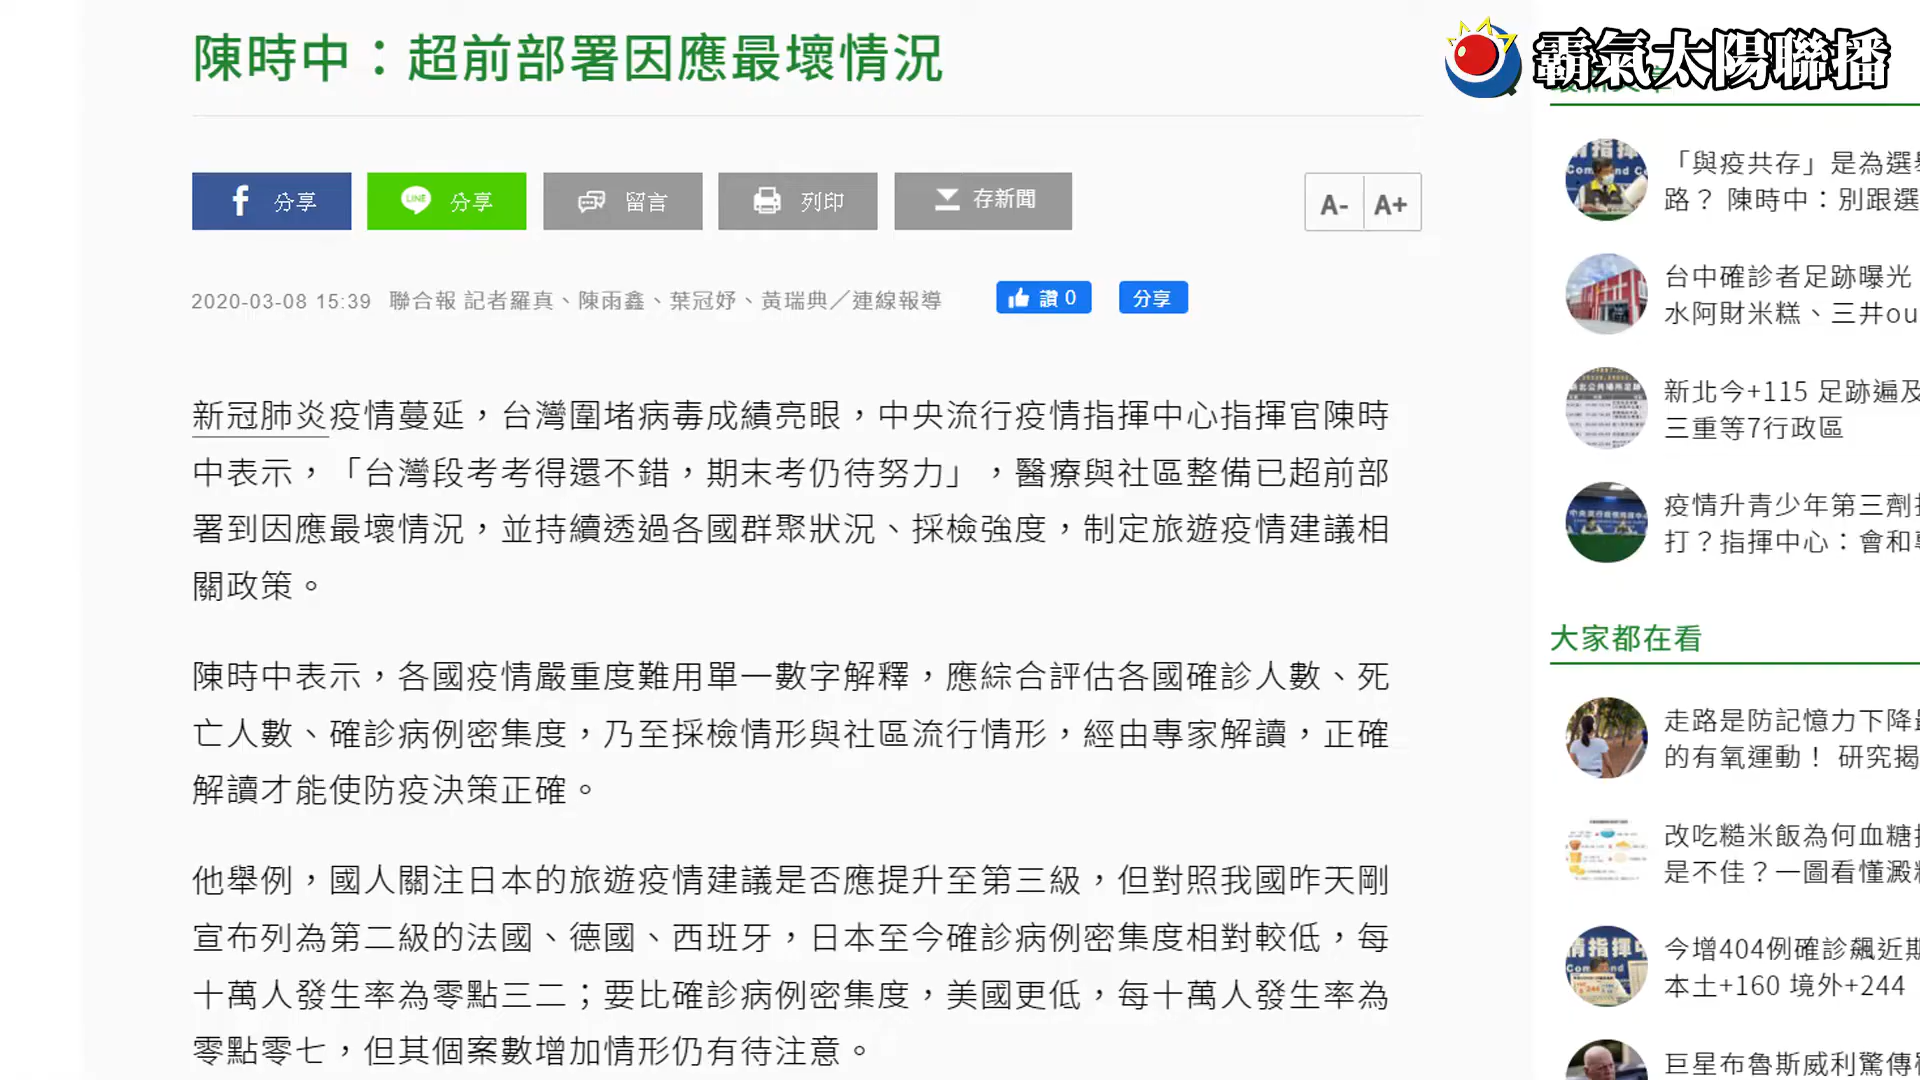 陳時中：超前部署因應最壞情況
霸氣太陽聯播
分享
LINE 分享
留言
列印
存新聞
A- A+
2020-03-08 15:39 聯合報 記者羅真、陳雨鑫、葉冠妤、黃瑞典／連線報導
讚 0
分享
新冠肺炎疫情蔓延，台灣圍堵病毒成績亮眼，中央流行疫情指揮中心指揮官陳時
中表示，「台灣段考考得還不錯，期末考仍待努力」，醫療與社區整備已超前部
署到因應最壞情況，並持續透過各國群聚狀況、採檢強度，制定旅遊疫情建議相
關政策。
陳時中表示，各國疫情嚴重度難用單一數字解釋，應綜合評估各國確診人數、死
亡人數、確診病例密集度，乃至採檢情形與社區流行情形，經由專家解讀，正確
解讀才能使防疫決策正確。
他舉例，國人關注日本的旅遊疫情建議是否應提升至第三級，但對照我國昨天剛
宣布列為第二級的法國、德國、西班牙，日本至今確診病例密集度相對較低，每
十萬人發生率為零點三二；要比確診病例密集度，美國更低，每十萬人發生率為
零點零七，但其個案數增加情形仍有待注意。
「與疫共存」是為選舉
路？ 陳時中：別跟選
台中確診者足跡曝光
水阿財米糕、三井ou
新北今+115 足跡遍及
三重等7行政區
疫情升青少年第三劑
打？指揮中心：會和
大家都在看
走路是防記憶力下降
的有氧運動！ 研究揭
改吃糙米飯為何血糖
是不佳？一圖看懂澱
今增404例確診飆近期
本土+160 境外+244
巨星布魯斯威利驚傳